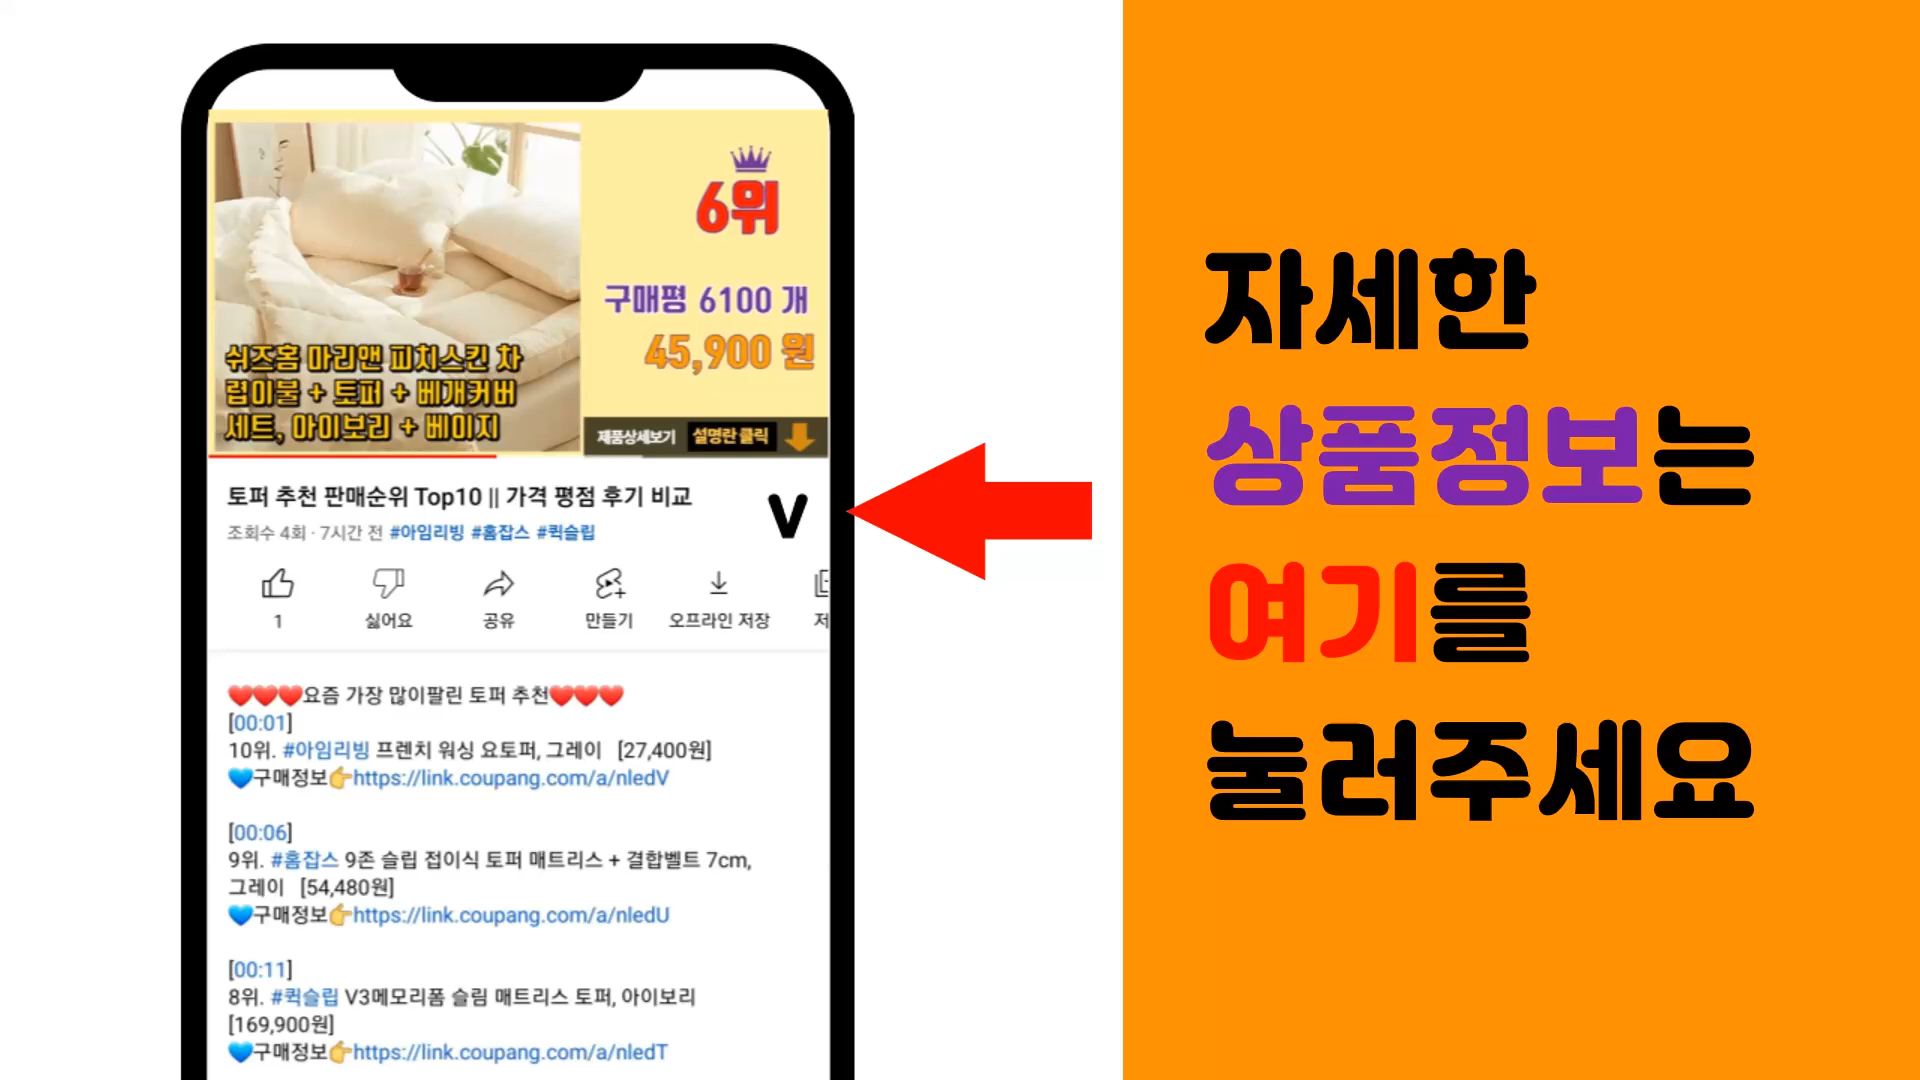 6위
구매평 6100 개
45,900 원
쉬즈홈 마리앤 피치스킨 차
렵이불 + 토퍼 + 베개커버
세트, 아이보리 + 베이지
제품상세보기 설명란 클릭
토퍼 추천 판매순위 Top10 || 가격 평점 후기 비교
V
조회수 4회 · 7시간 전 #아임리빙 #홈잡스 #퀵슬립
1 싫어요 공유 만들기 오프라인 저장 저
❤❤❤요즘 가장 많이팔린 토퍼 추천❤❤❤
[00:01]
10위. #아임리빙 프렌치 워싱 요토퍼, 그레이 [27,400원]
💙구매정보👉https://link.coupang.com/a/nledV
[00:06]
9위. #홈잡스 9존 슬립 접이식 토퍼 매트리스 + 결합벨트 7cm,
그레이 [54,480원]
💙구매정보👉https://link.coupang.com/a/nledU
[00:11]
8위. #퀵슬립 V3메모리폼 슬림 매트리스 토퍼, 아이보리
[169,900원]
💙구매정보👉https://link.coupang.com/a/nledT
자세한
상품정보는
여기를
눌러주세요